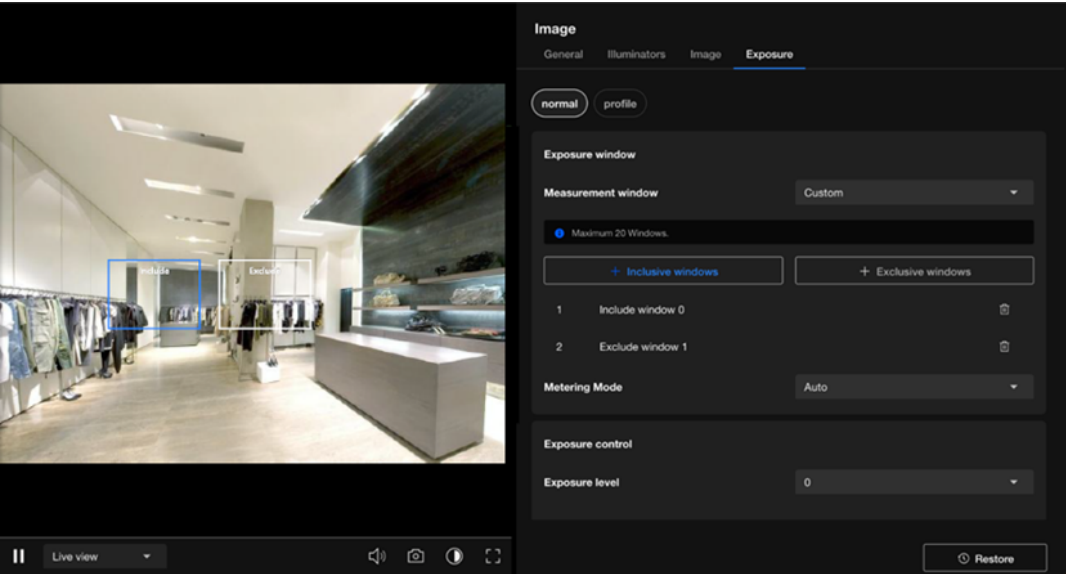 Image
General Illuminators Image Exposure
normal profile
Exposure window
Measurement window Custom
Maximum 20 Windows.
+ Inclusive windows + Exclusive windows
1 Include window 0
2 Exclude window 1
Metering Mode Auto
Exposure control
Exposure level 0
Restore
Include Exclude
Live view